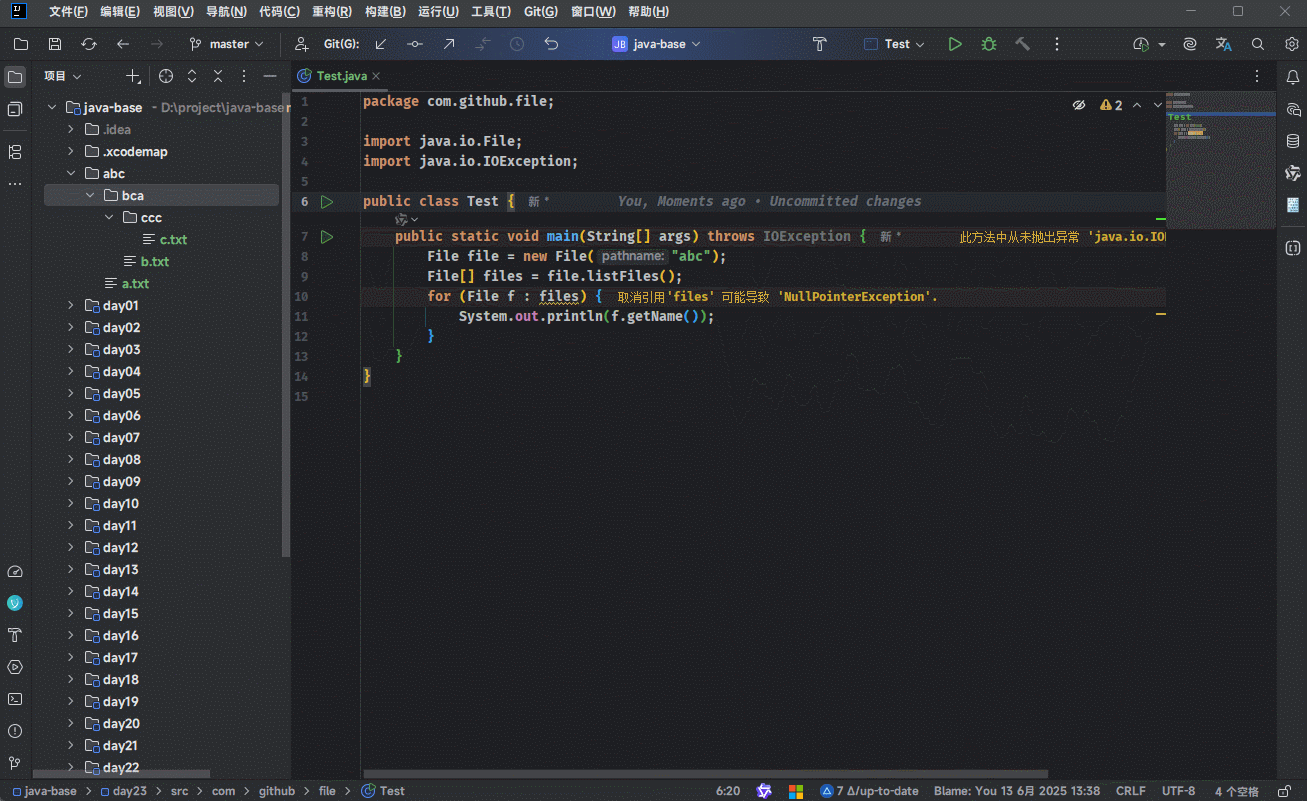 文件(F) 编辑(E) 视图(V) 导航(N) 代码(C) 重构(R) 构建(B) 运行(U) 工具(T) Git(G) 窗口(W) 帮助(H)
master Git(G): JB java-base Test
项目
Test.java
java-base - D:\project\java-base
.idea
.xcodemap
abc
bca
ccc
c.txt
b.txt
a.txt
day01
day02
day03
day04
day05
day06
day07
day08
day09
day10
day11
day12
day13
day14
day15
day16
day17
day18
day19
day20
day21
day22
1 package com.github.file;
2
3 import java.io.File;
4 import java.io.IOException;
5
6 public class Test { 新 * You, Moments ago • Uncommitted changes
7 public static void main(String[] args) throws IOException { 新 * 此方法中从未抛出异常 'java.io.IO
8 File file = new File( pathname: "abc");
9 File[] files = file.listFiles();
10 for (File f : files) { 取消引用'files' 可能导致 'NullPointerException'.
11 System.out.println(f.getName());
12 }
13 }
14 }
15
2
Test
java-base > day23 > src > com > github > file > Test
6:20 7 Δ/up-to-date Blame: You 13 6月 2025 13:38 CRLF UTF-8 4 个空格